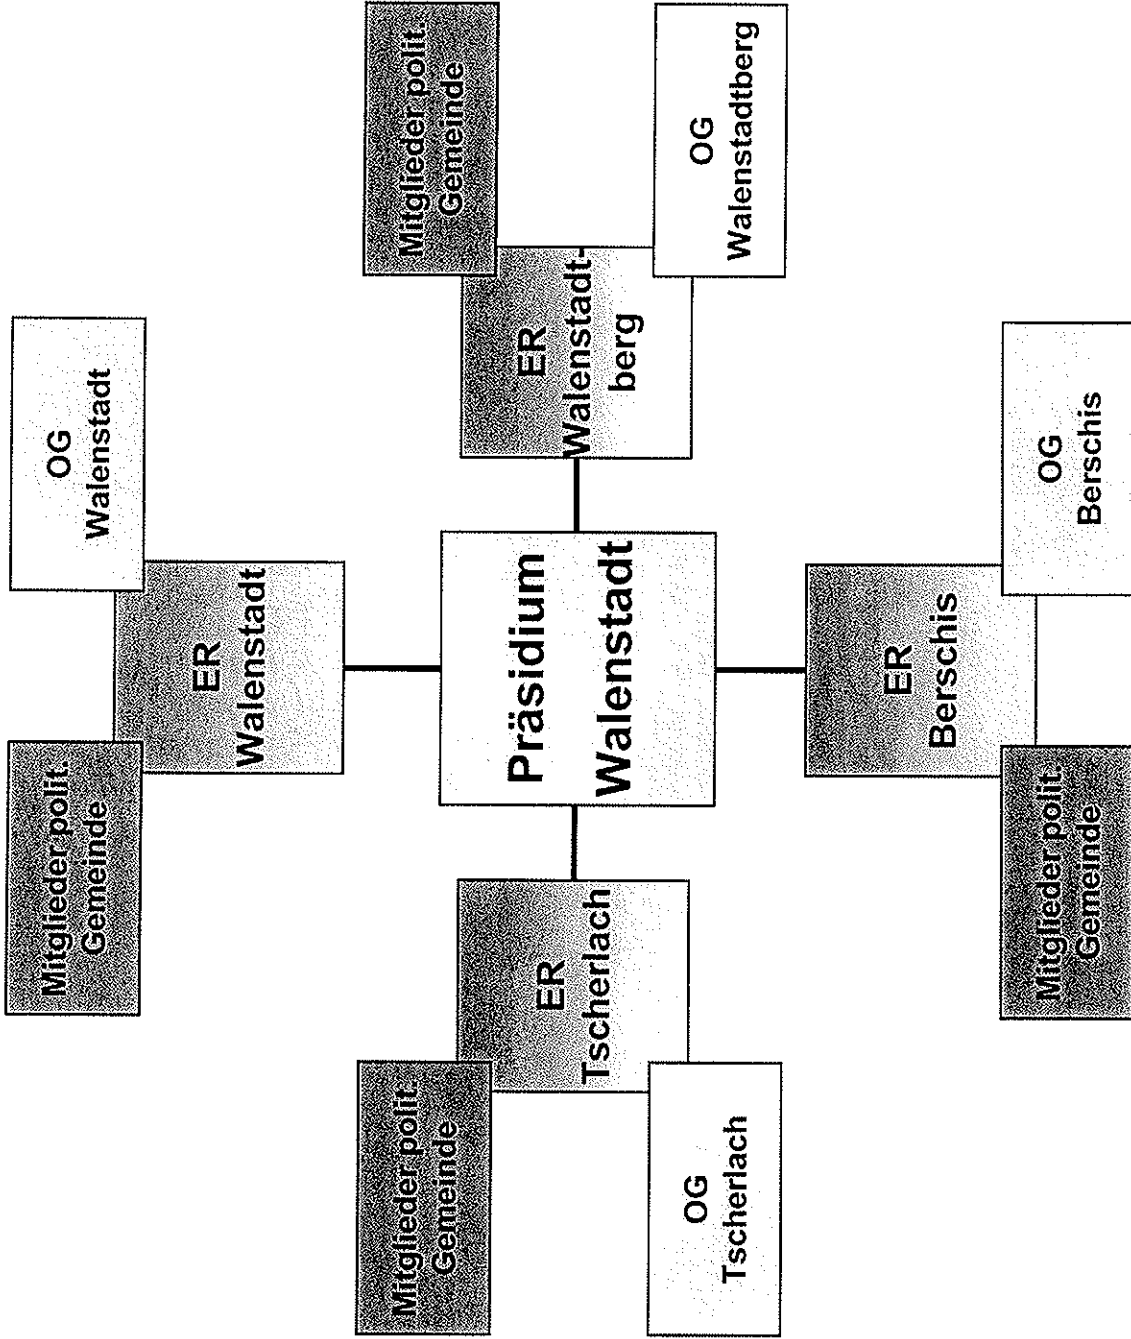 Mitglieder polit.
Gemeinde
OG
Walenstadt
ER
Walenstadt
Mitglieder polit.
Gemeinde
ER
Tscherlach
OG
Tscherlach
Präsidium
Walenstadt
Mitglieder polit.
Gemeinde
ER
Walenstadt-
berg
OG
Walenstadtberg
ER
Berschis
Mitglieder polit.
Gemeinde
OG
Berschis